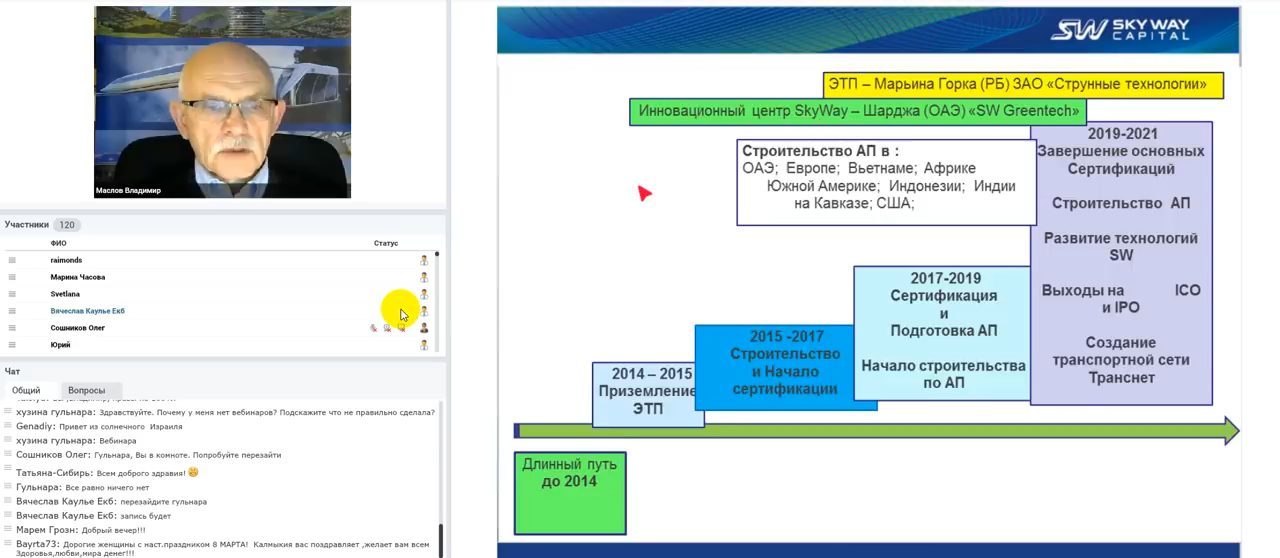 Маслов Владимир
Участники 120
ФИО Статус
raimonds
Марина Часова
Svetlana
Вячеслав Каулье Екб
Сошников Олег
Юрий
Чат
Общий Вопросы
хузина гульнара: Здравствуйте. Почему у меня нет вебинаров? Подскажите что не правильно сделала?
Genadiy: Привет из солнечного Израиля
хузина гульнара: Вебинара
Сошников Олег: Гульнара, Вы в комноте. Попробуйте перезайти
Татьяна-Сибирь: Всем доброго здравия!
Гульнара: Все равно ничего нет
Вячеслав Каулье Екб: перезайдите гульнара
Вячеслав Каулье Екб: запись будет
Марем Грозн: Добрый вечер!!!
Bayrta73: Дорогие женщины с наст.праздником 8 МАРТА! Калмыкия вас поздравляет ,желает вам всем
Здоровья,любви,мира денег!!!
SW SKY WAY
CAPITAL
ЭТП – Марьина Горка (РБ) ЗАО «Струнные технологии»
Инновационный центр SkyWay – Шарджа (ОАЭ) «SW Greentech»
Строительство АП в :
ОАЭ; Европе; Вьетнаме; Африке
Южной Америке; Индонезии; Индии
на Кавказе; США;
2019-2021
Завершение основных
Сертификаций
Строительство АП
Развитие технологий
SW
Выходы на ICO
и IPO
Создание
транспортной сети
Транснет
2017-2019
Сертификация
и
Подготовка АП
Начало строительства
по АП
2015 -2017
Строительство
и Начало
сертификации
2014 – 2015
Приземление
ЭТП
Длинный путь
до 2014